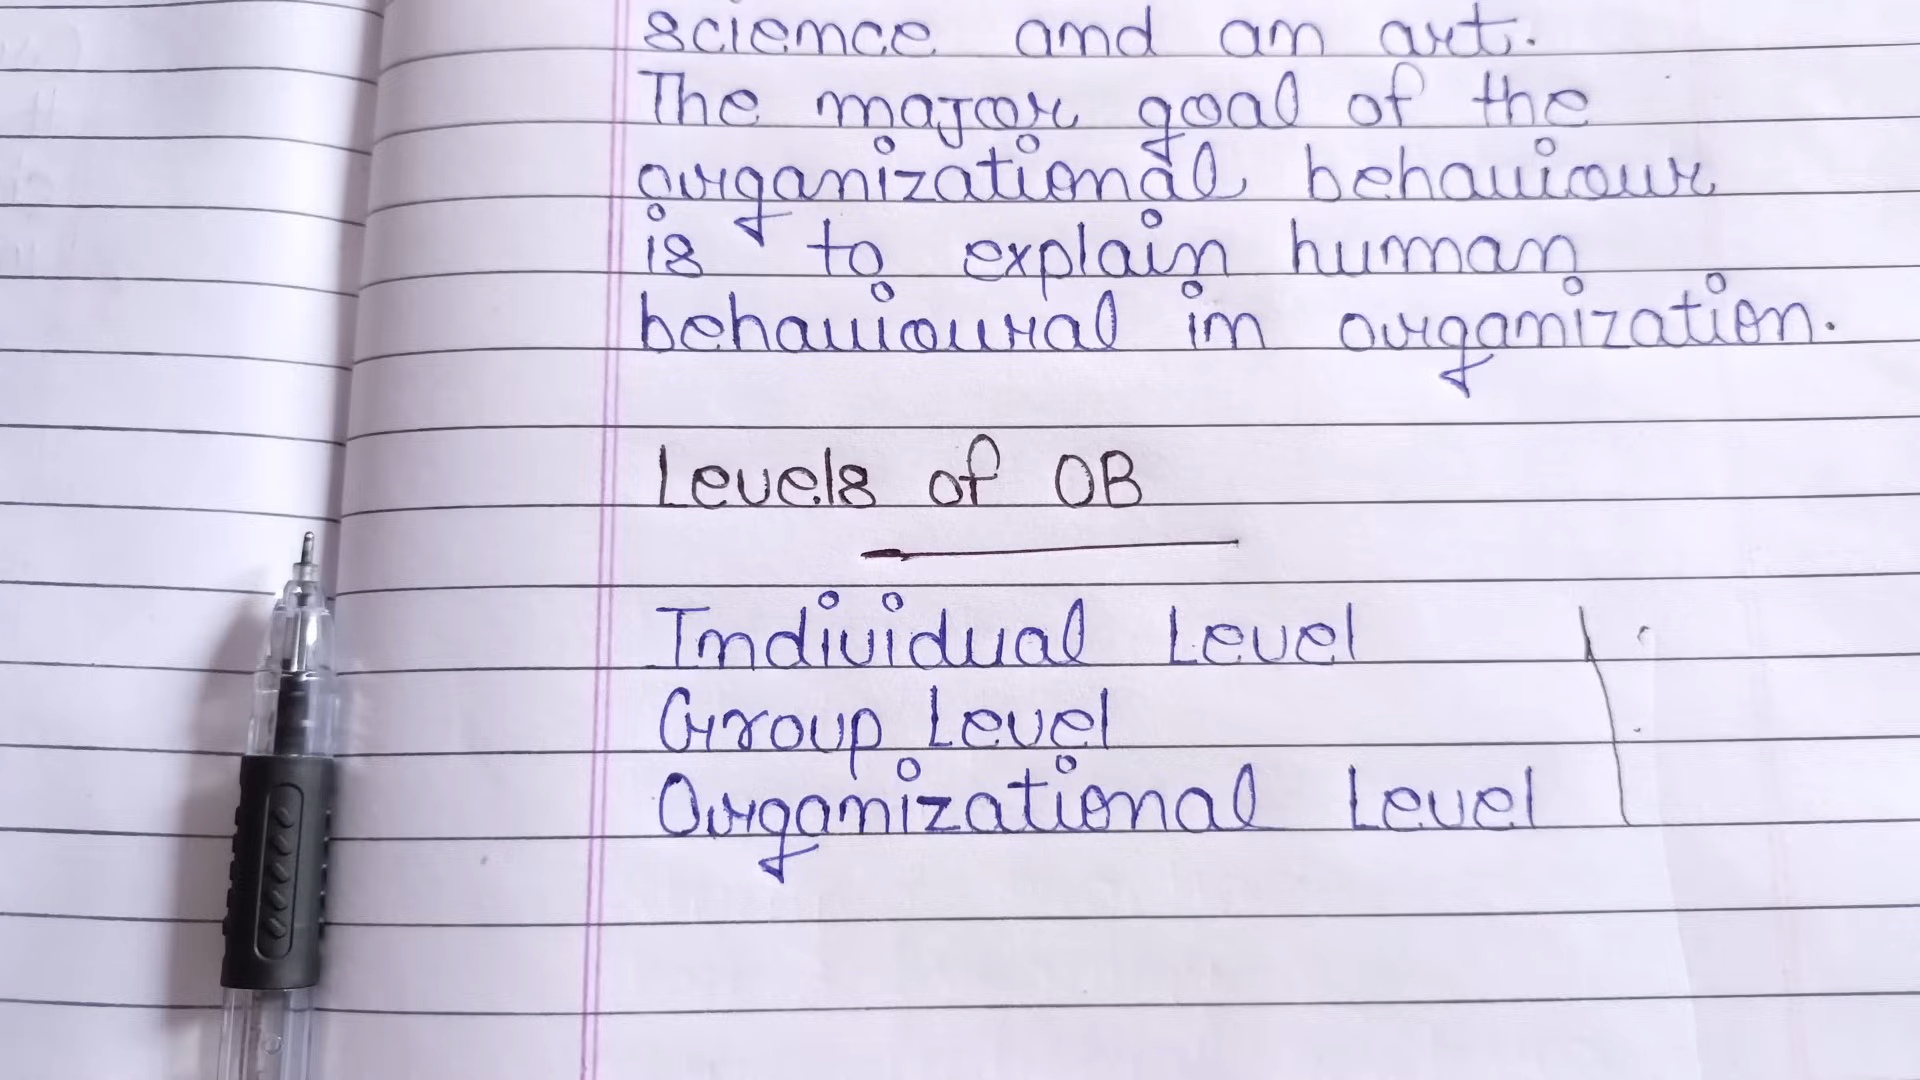 science and an art.
The major goal of the
organizational behaviour
is to explain human
behavioural in organization.
Levels of OB
Individual Level
Group Level
Organizational Level